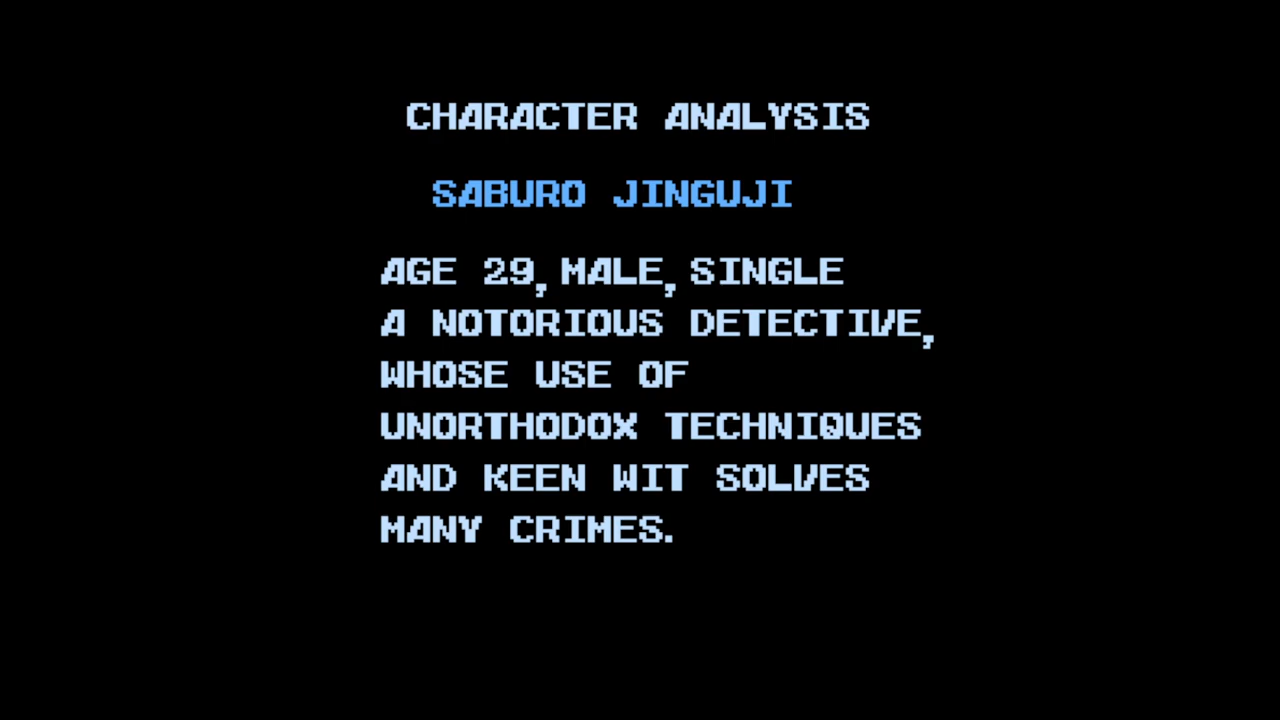 CHARACTER ANALYSIS
SABURO JINGUJI
AGE 29, MALE, SINGLE
A NOTORIOUS DETECTIVE,
WHOSE USE OF
UNORTHODOX TECHNIQUES
AND KEEN WIT SOLVES
MANY CRIMES.